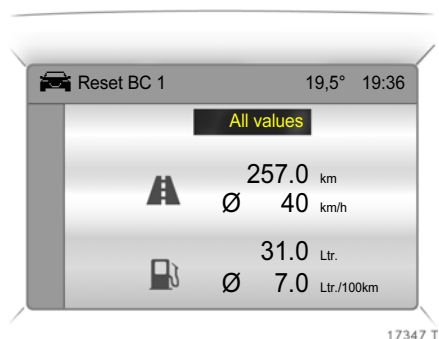 Reset BC 1 19,5° 19:36
All values
257.0 km
Ø 40 km/h
31.0 Ltr.
Ø 7.0 Ltr./100km
17347 T